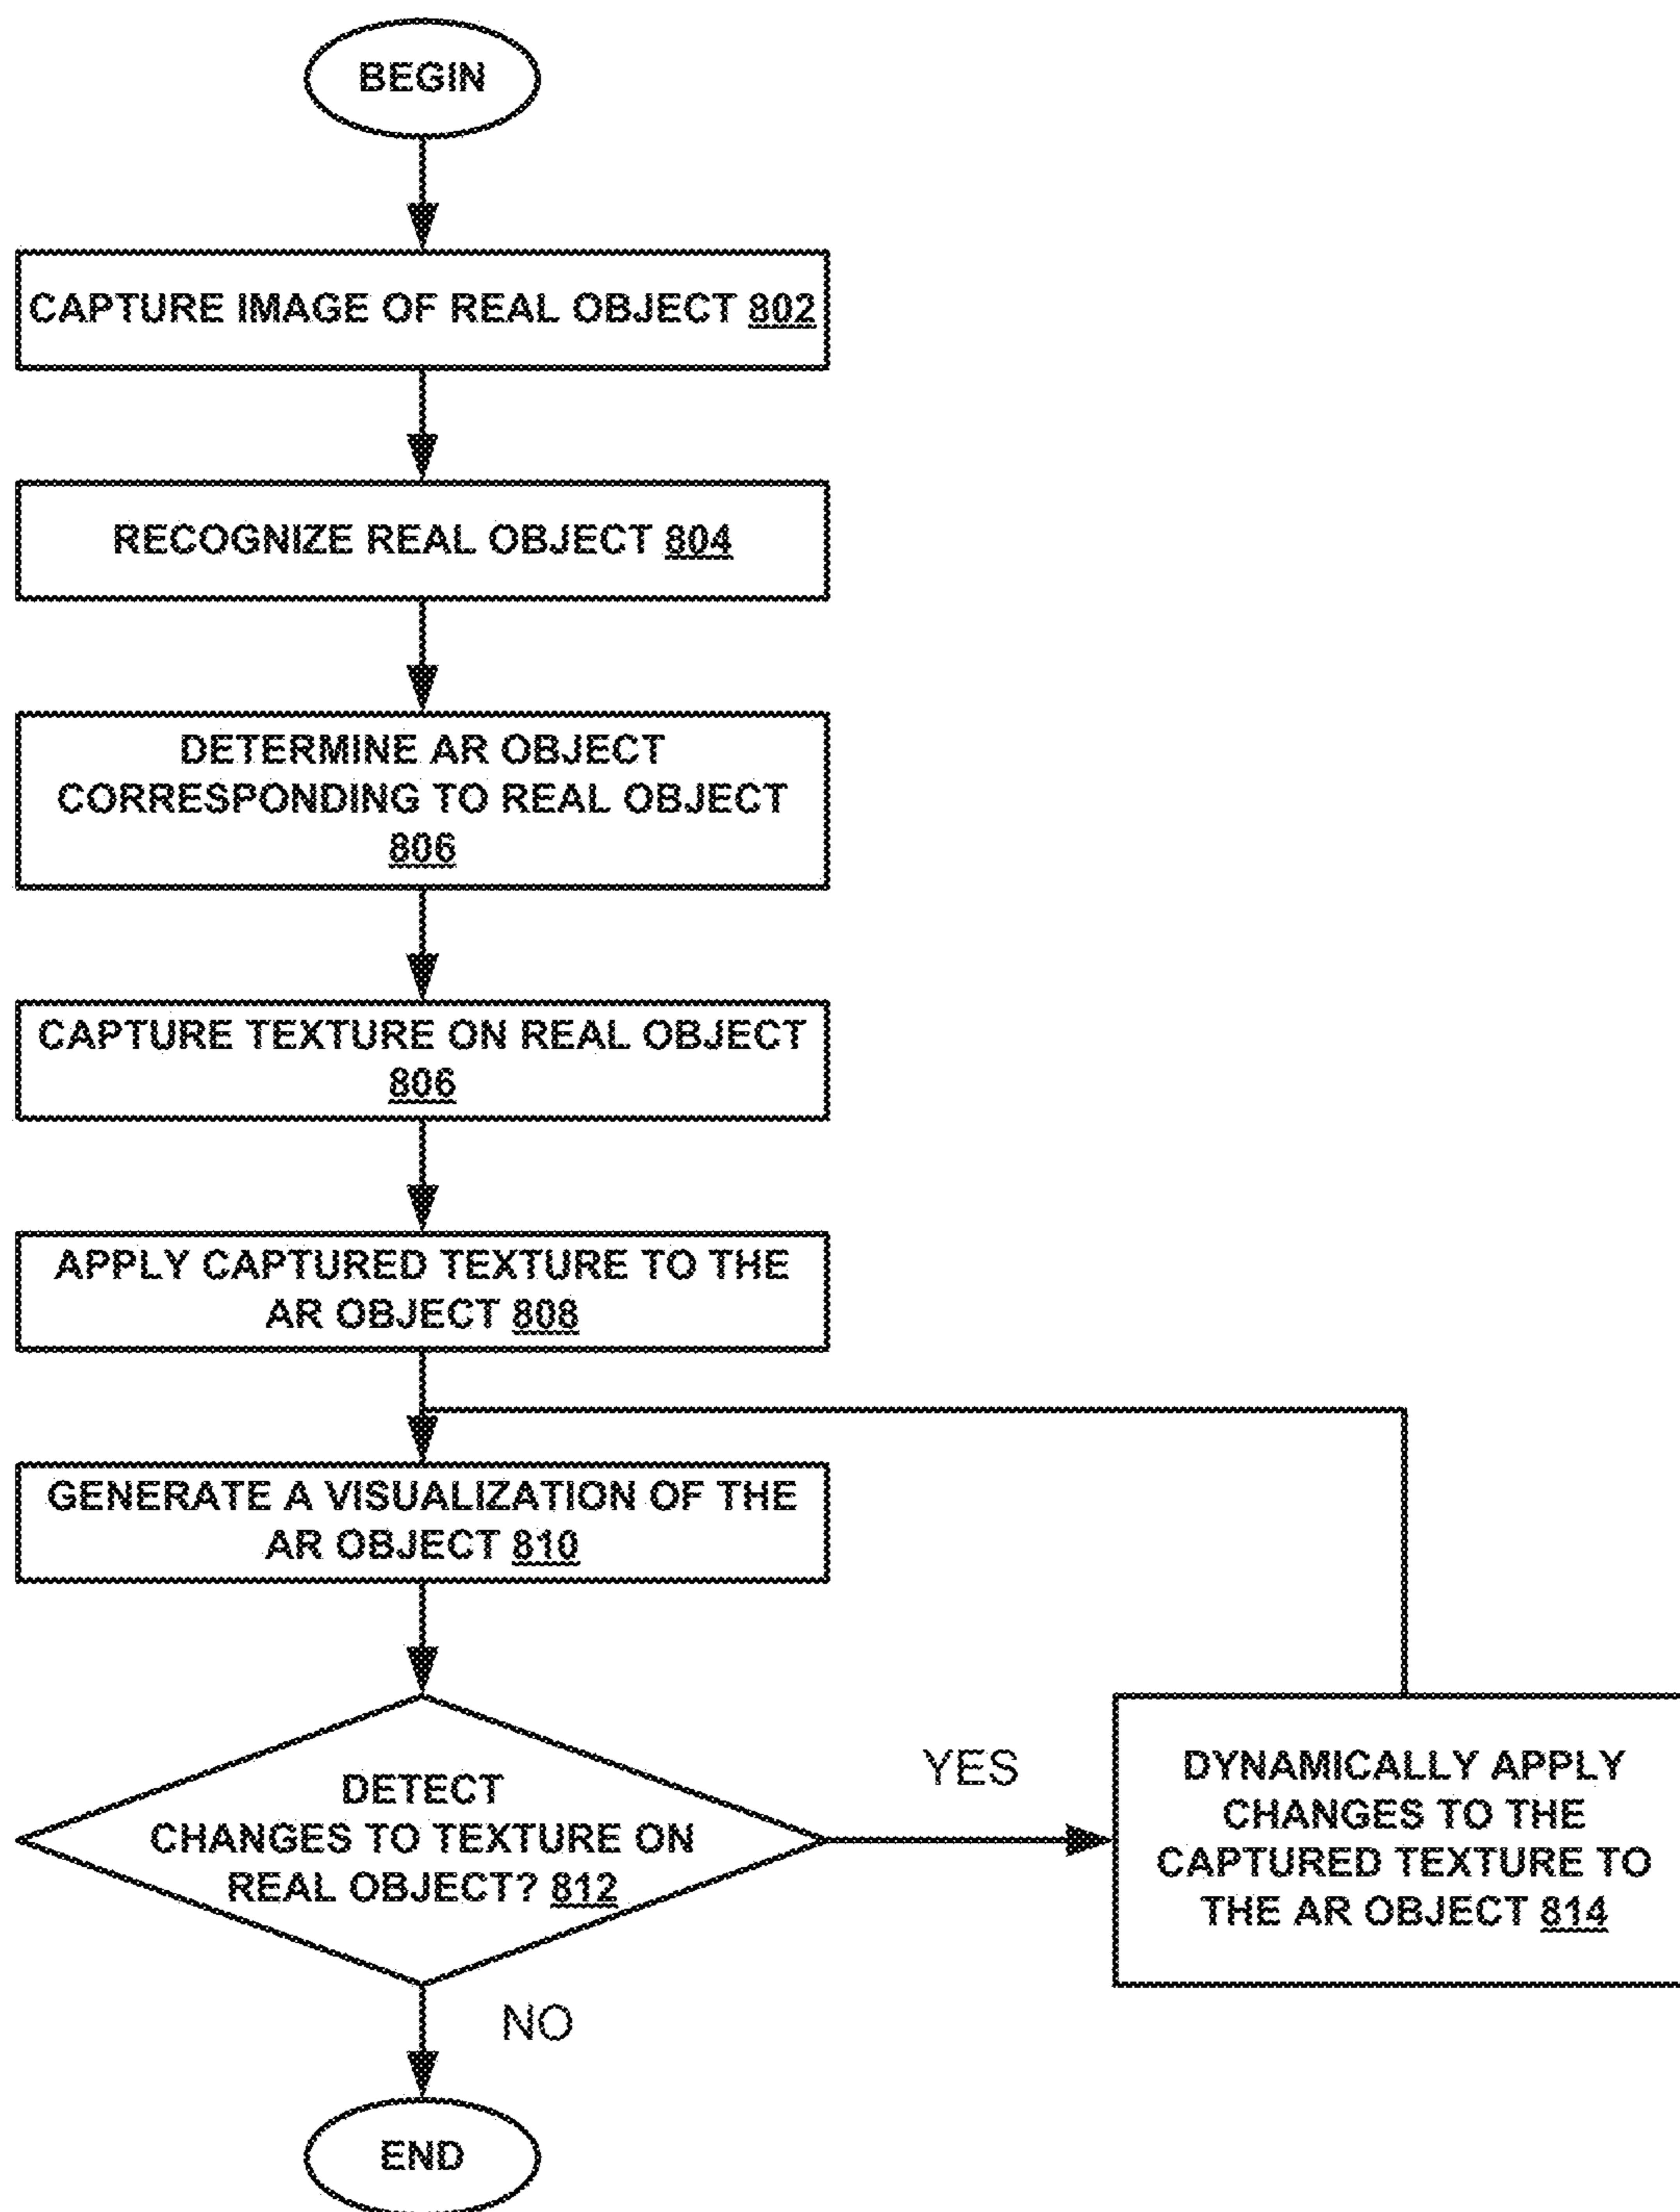 BEGIN
CAPTURE IMAGE OF REAL OBJECT 802
RECOGNIZE REAL OBJECT 804
DETERMINE AR OBJECT
CORRESPONDING TO REAL OBJECT
806
CAPTURE TEXTURE ON REAL OBJECT
806
APPLY CAPTURED TEXTURE TO THE
AR OBJECT 808
GENERATE A VISUALIZATION OF THE
AR OBJECT 810
DETECT
CHANGES TO TEXTURE ON
REAL OBJECT? 812
YES
DYNAMICALLY APPLY
CHANGES TO THE
CAPTURED TEXTURE TO
THE AR OBJECT 814
NO
END